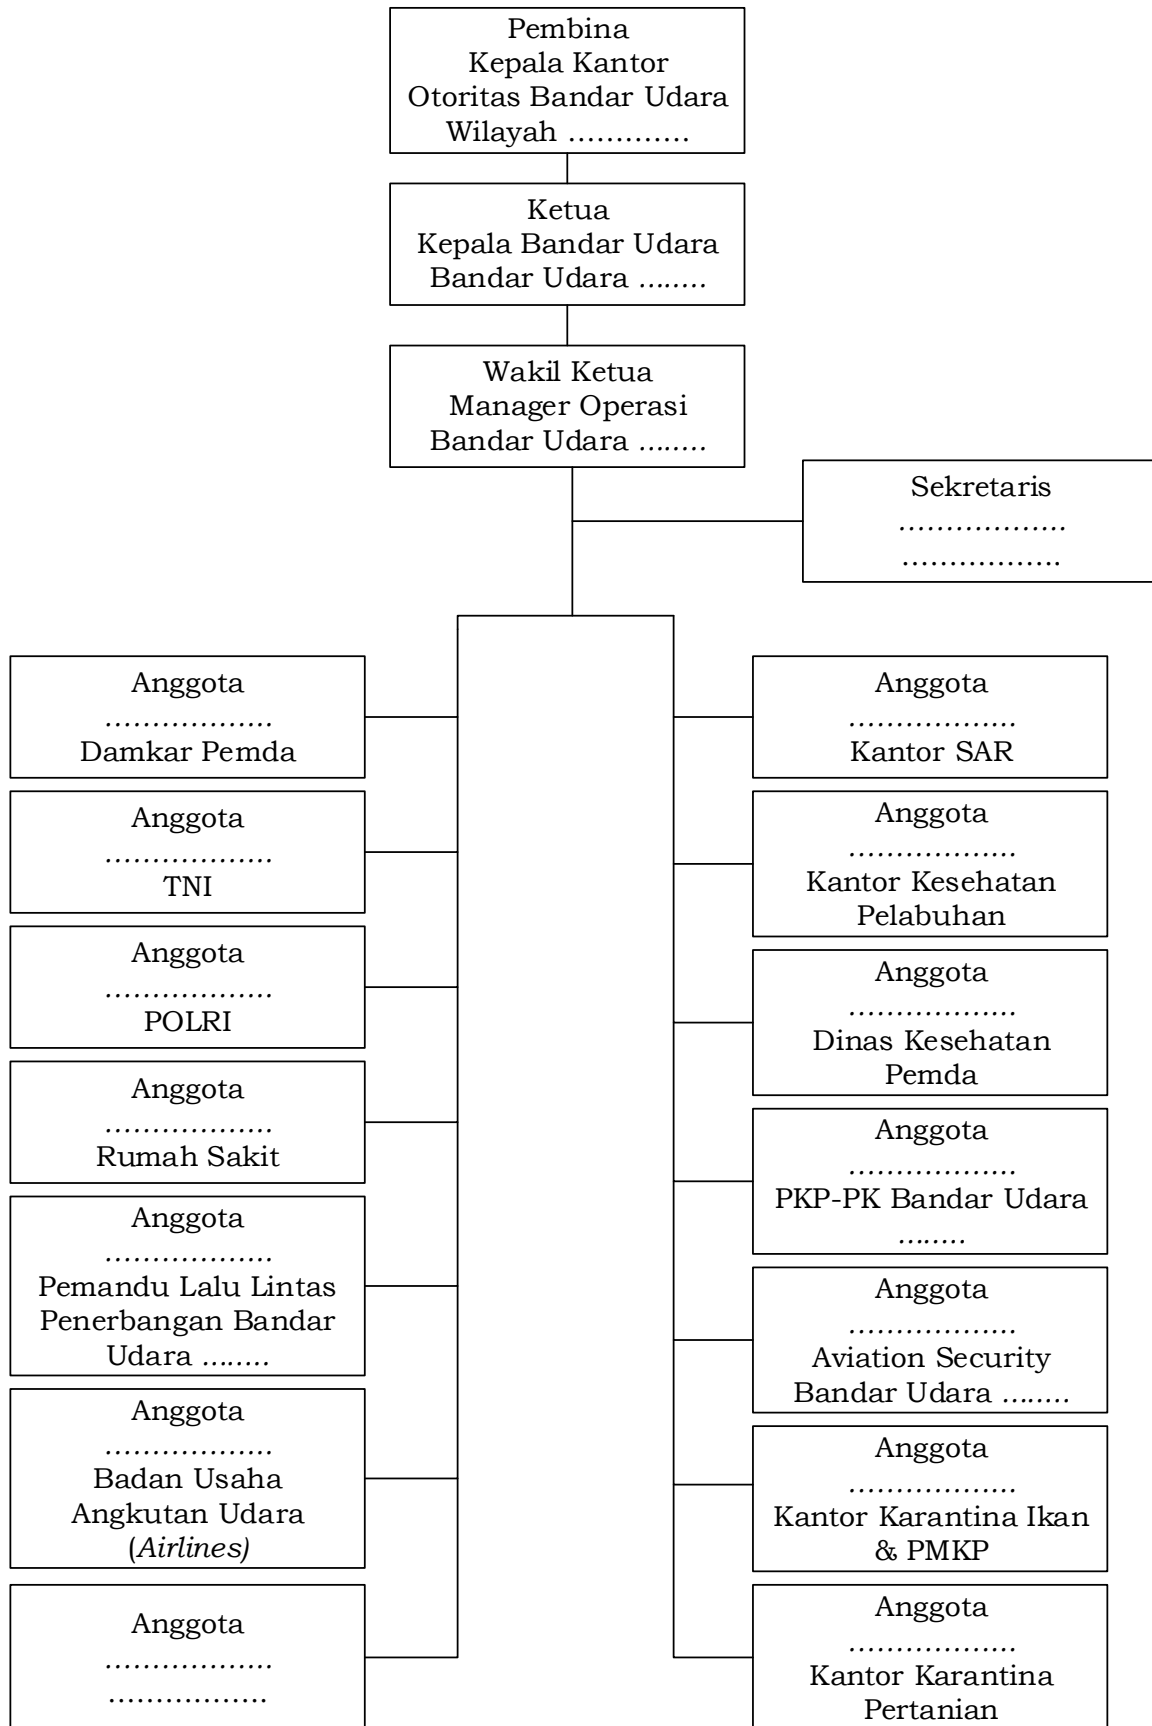 Pembina
Kepala Kantor
Otoritas Bandar Udara
Wilayah .............
Ketua
Kepala Bandar Udara
Bandar Udara ........
Wakil Ketua
Manager Operasi
Bandar Udara ........
Sekretaris
..................
.................
Anggota
..................
Damkar Pemda
Anggota
..................
TNI
Anggota
..................
POLRI
Anggota
..................
Rumah Sakit
Anggota
..................
Pemandu Lalu Lintas
Penerbangan Bandar
Udara ........
Anggota
..................
Badan Usaha
Angkutan Udara
(Airlines)
Anggota
..................
.................
Anggota
..................
Kantor SAR
Anggota
..................
Kantor Kesehatan
Pelabuhan
Anggota
..................
Dinas Kesehatan
Pemda
Anggota
..................
PKP-PK Bandar Udara
........
Anggota
..................
Aviation Security
Bandar Udara ........
Anggota
..................
Kantor Karantina Ikan
& PMKP
Anggota
..................
Kantor Karantina
Pertanian